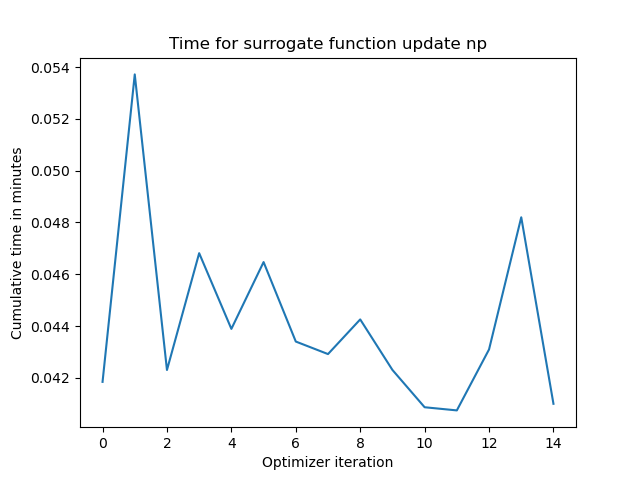 Time for surrogate function update np
Cumulative time in minutes
0.054
0.052
0.050
0.048
0.046
0.044
0.042
0 2 4 6 8 10 12 14
Optimizer iteration